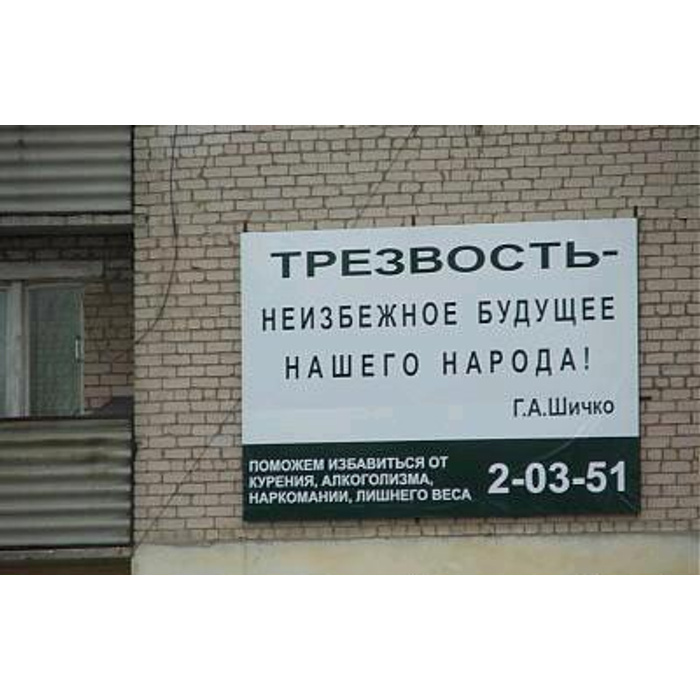 ТРЕЗВОСТЬ-
НЕИЗБЕЖНОЕ БУДУЩЕЕ
НАШЕГО НАРОДА!
Г.А.Шичко
ПОМОЖЕМ ИЗБАВИТЬСЯ ОТ
КУРЕНИЯ, АЛКОГОЛИЗМА,
НАРКОМАНИИ, ЛИШНЕГО ВЕСА
2-03-51